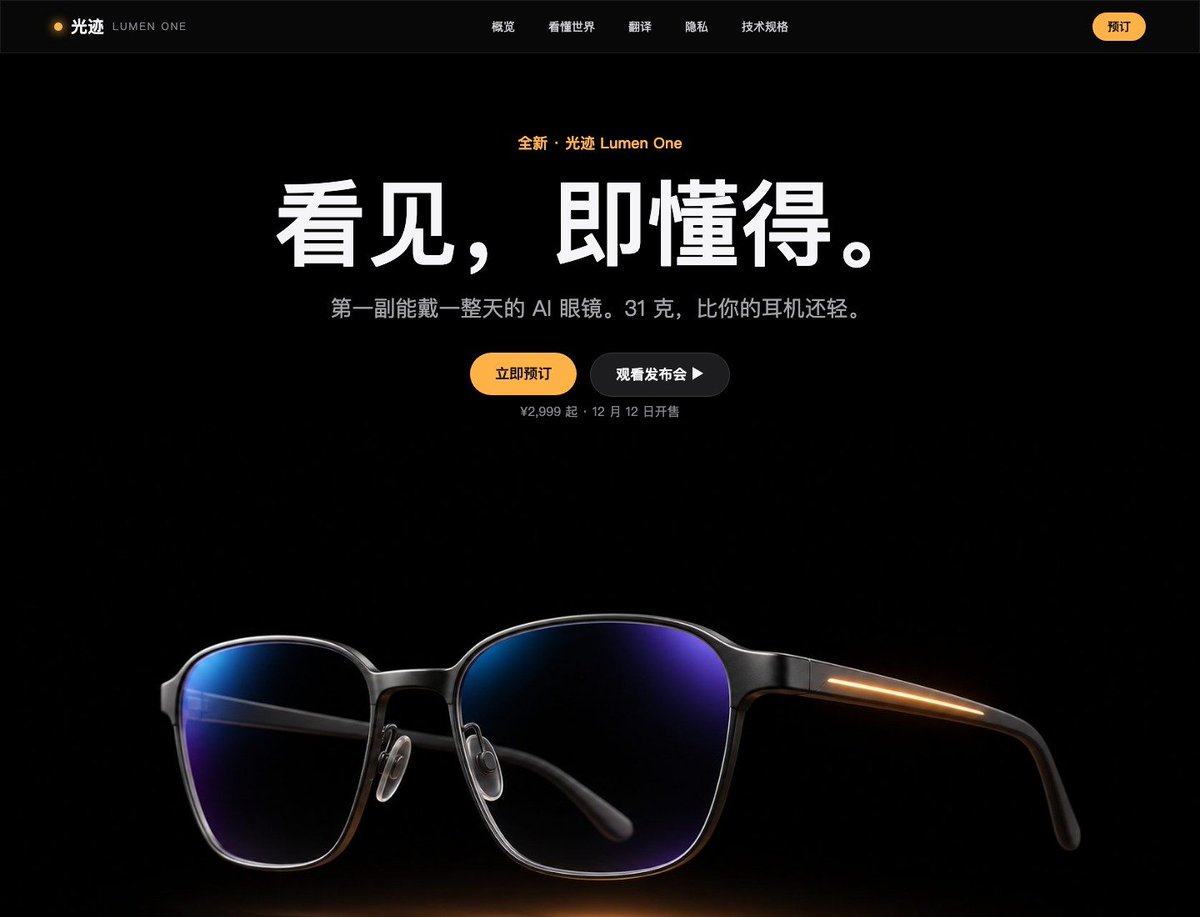 光迹 LUMEN ONE
概览 看懂世界 翻译 隐私 技术规格
预订
全新 · 光迹 Lumen One
看见，即懂得。
第一副能戴一整天的 AI 眼镜。31 克，比你的耳机还轻。
立即预订 观看发布会 ▶
¥2,999 起 · 12 月 12 日开售